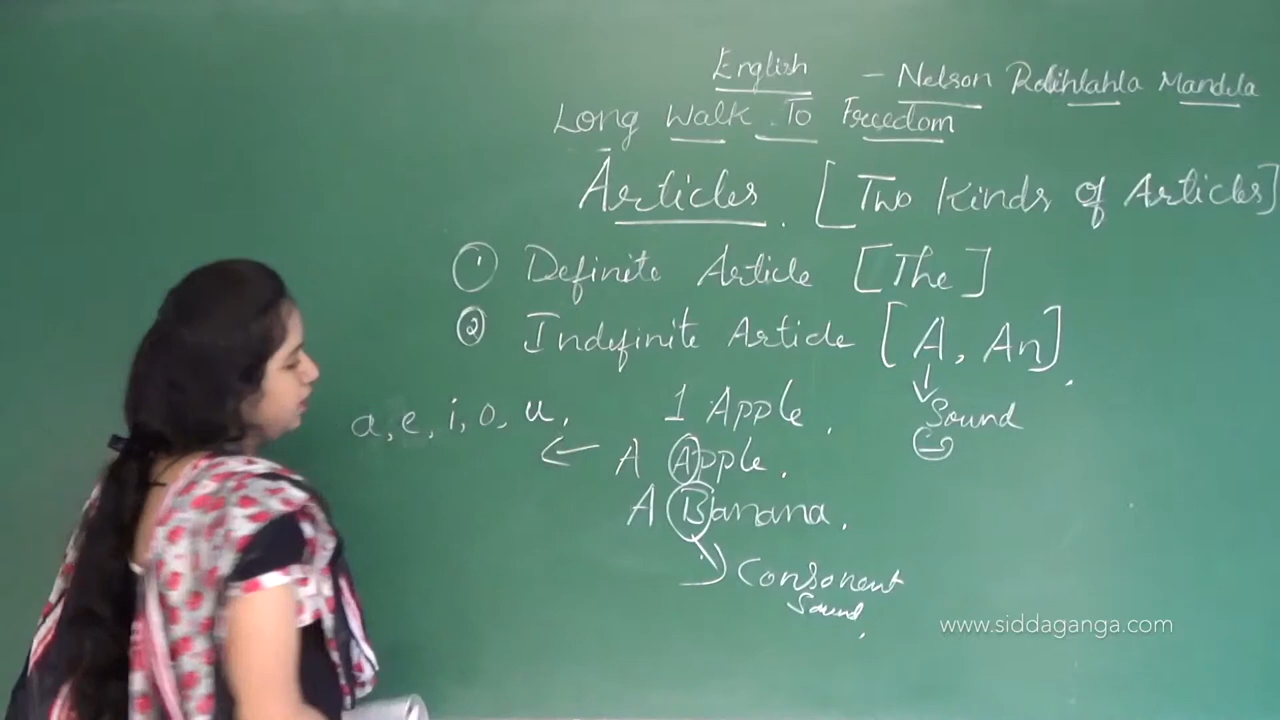 English - Nelson Rolihlahla Mandela
Long Walk To Freedom
Articles. [Two Kinds of Articles]
1 Definite Article [The]
2 Indefinite Article [A, An].
Sound
a, e, i, o, u, 1 Apple.
A Apple.
A Banana.
Consonent
Sound,
www.siddaganga.com